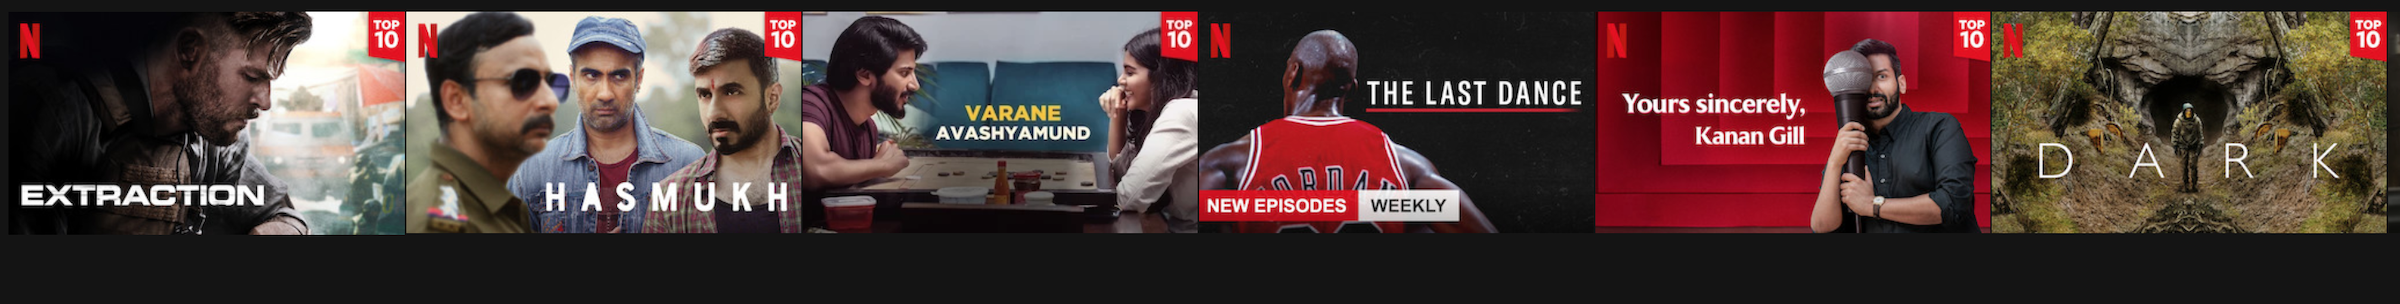 N
TOP
10
EXTRACTION
N
TOP
10
HASMUKH
TOP
10
VARANE
AVASHYAMUND
N
THE LAST DANCE
JORDAN
NEW EPISODES WEEKLY
N
TOP
10
Yours sincerely,
Kanan Gill
N
TOP
10
DARK